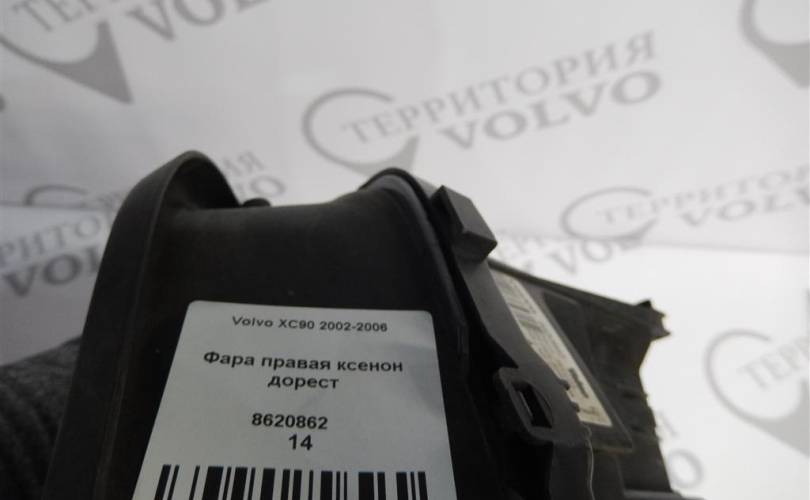 ТЕРРИТОРИЯ
VOLVO
Volvo XC90 2002-2006
Фара правая ксенон
дорест
8620862
14